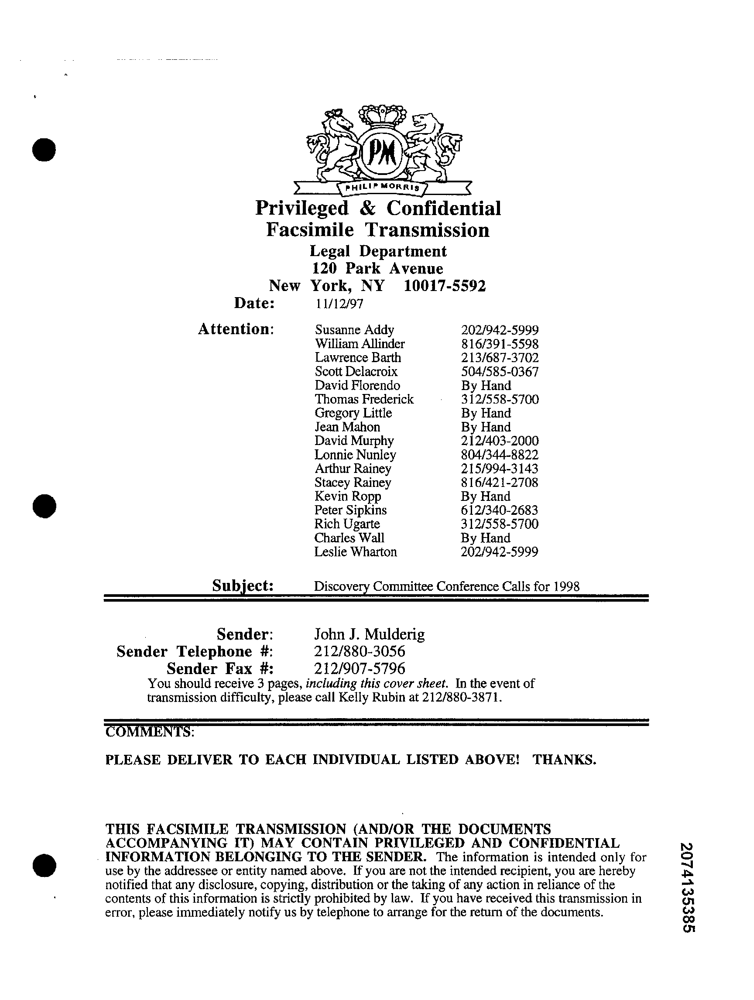 PM
PHILIP MORRIS
Privileged & Confidential
Facsimile Transmission
Legal Department
120 Park Avenue
New York, NY 10017-5592
Date: 11/12/97
Attention: Susanne Addy 202/942-5999
William Allinder 816/391-5598
Lawrence Barth 213/687-3702
Scott Delacroix 504/585-0367
David Florendo By Hand
Thomas Frederick 312/558-5700
Gregory Little By Hand
Jean Mahon By Hand
David Murphy 212/403-2000
Lonnie Nunley 804/344-8822
Arthur Rainey 215/994-3143
Stacey Rainey 816/421-2708
Kevin Ropp By Hand
Peter Sipkins 612/340-2683
Rich Ugarte 312/558-5700
Charles Wall By Hand
Leslie Wharton 202/942-5999
Subject: Discovery Committee Conference Calls for 1998
Sender: John J. Mulderig
Sender Telephone #: 212/880-3056
Sender Fax #: 212/907-5796
You should receive 3 pages, including this cover sheet. In the event of
transmission difficulty, please call Kelly Rubin at 212/880-3871.
COMMENTS:
PLEASE DELIVER TO EACH INDIVIDUAL LISTED ABOVE! THANKS.
THIS FACSIMILE TRANSMISSION (AND/OR THE DOCUMENTS
ACCOMPANYING IT) MAY CONTAIN PRIVILEGED AND CONFIDENTIAL
INFORMATION BELONGING TO THE SENDER. The information is intended only for
use by the addressee or entity named above. If you are not the intended recipient, you are hereby
notified that any disclosure, copying, distribution or the taking of any action in reliance of the
contents of this information is strictly prohibited by law. If you have received this transmission in
error, please immediately notify us by telephone to arrange for the return of the documents.
2074135385